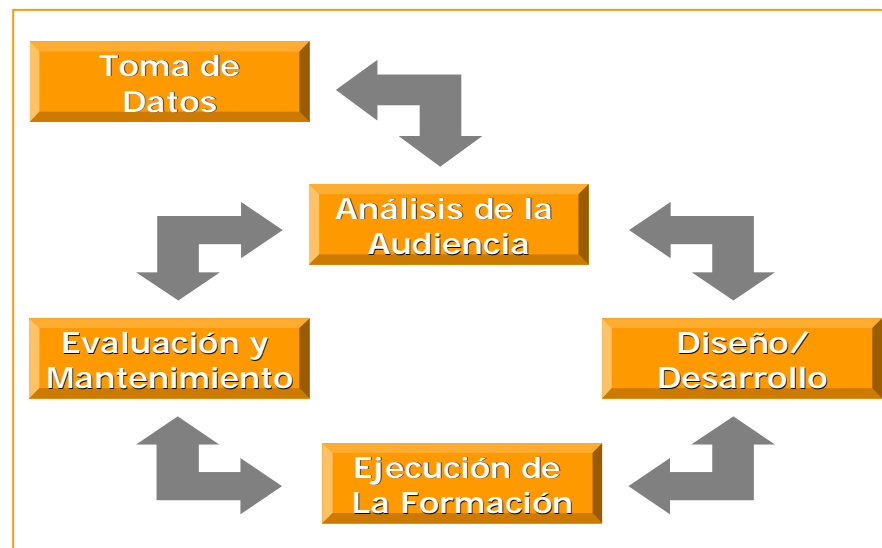 Toma de
Datos
Análisis de la
Audiencia
Evaluación y
Mantenimiento
Diseño/
Desarrollo
Ejecución de
La Formación